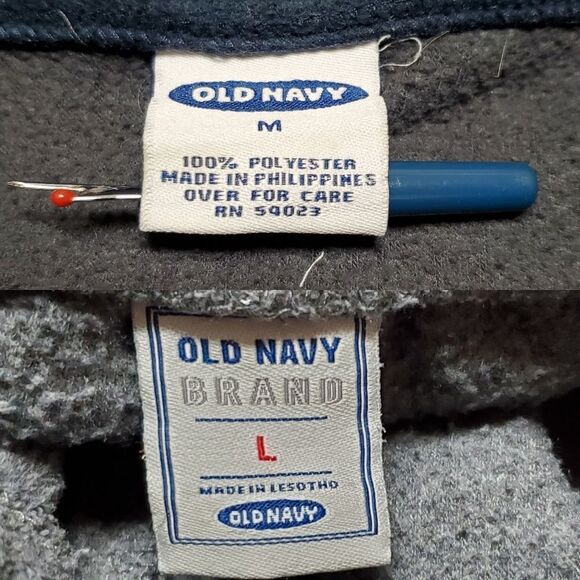 OLD NAVY
M
100% POLYESTER
MADE IN PHILIPPINES
OVER FOR CARE
RN 54023
OLD NAVY
BRAND
L
MADE IN LESOTHO
OLD NAVY